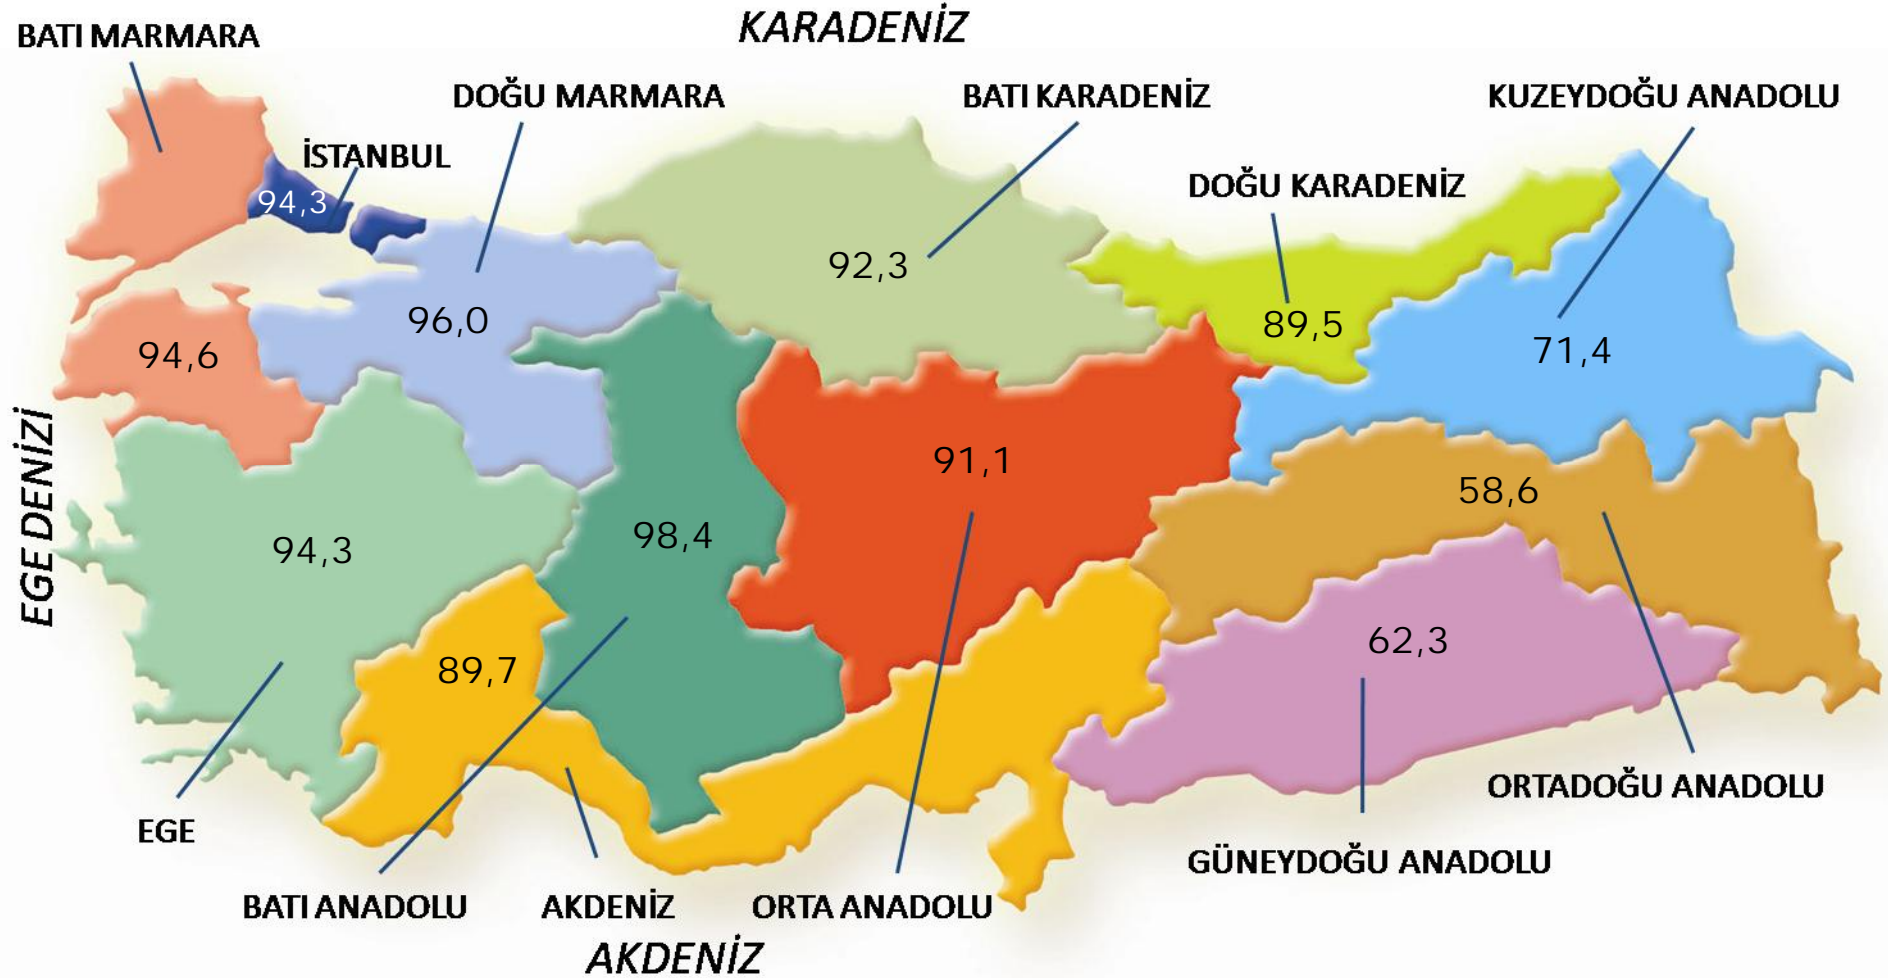 KARADENİZ
BATI MARMARA
DOĞU MARMARA
BATI KARADENİZ
KUZEYDOĞU ANADOLU
İSTANBUL
DOĞU KARADENİZ
94,3
92,3
96,0
89,5
94,6
71,4
EGE DENİZİ
91,1
58,6
98,4
94,3
62,3
89,7
ORTADOĞU ANADOLU
EGE
GÜNEYDOĞU ANADOLU
BATI ANADOLU
AKDENİZ
ORTA ANADOLU
AKDENİZ